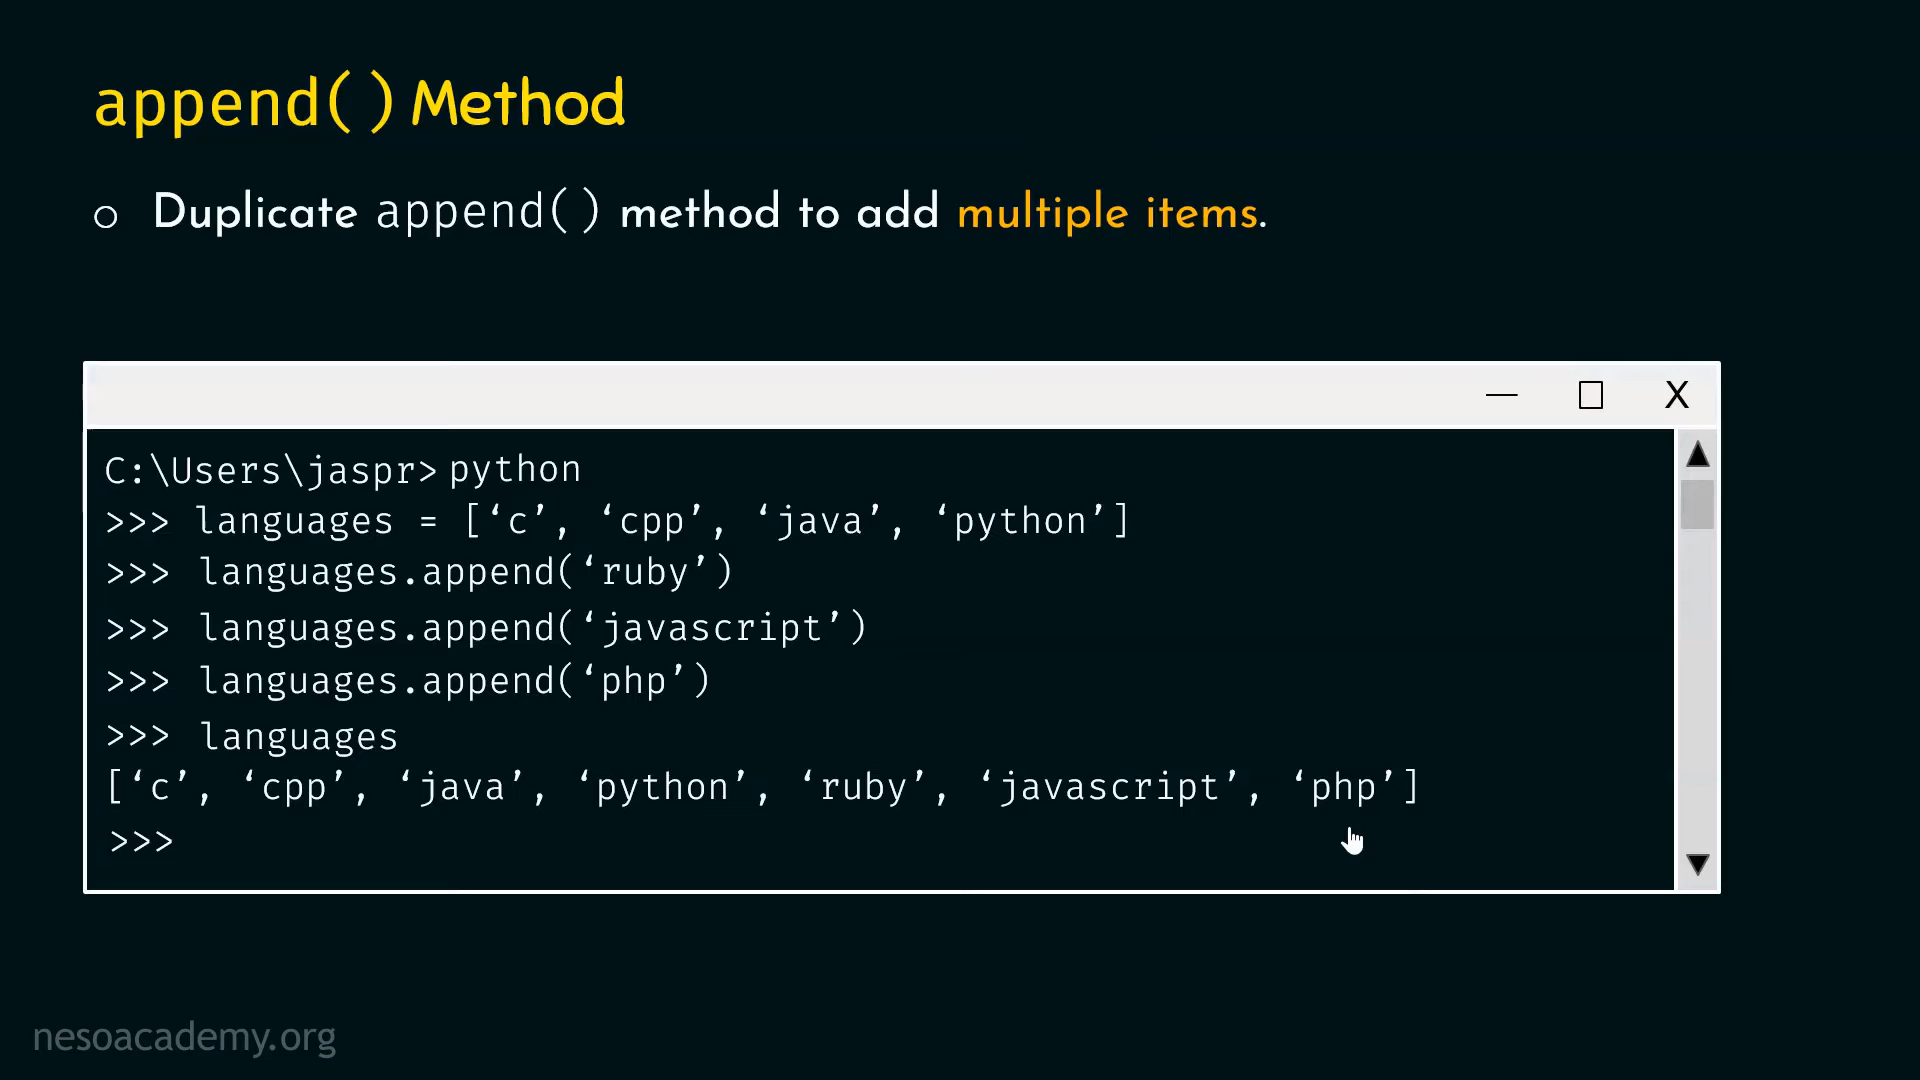 append() Method
○ Duplicate append() method to add multiple items.
X
C:\Users\jaspr> python
>>> languages = [‘c’, ‘cpp’, ‘java’, ‘python’]
>>> languages.append(‘ruby’)
>>> languages.append(‘javascript’)
>>> languages.append(‘php’)
>>> languages
[‘c’, ‘cpp’, ‘java’, ‘python’, ‘ruby’, ‘javascript’, ‘php’]
>>>
nesoacademy.org